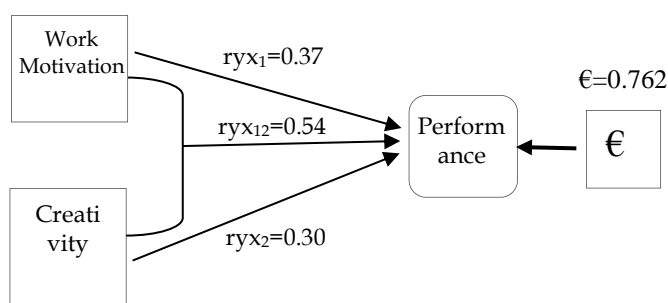 Work
Motivation
ryx₁=0.37
€=0.762
ryx₁₂=0.54
Perform
ance
€
Creati
vity
ryx₂=0.30